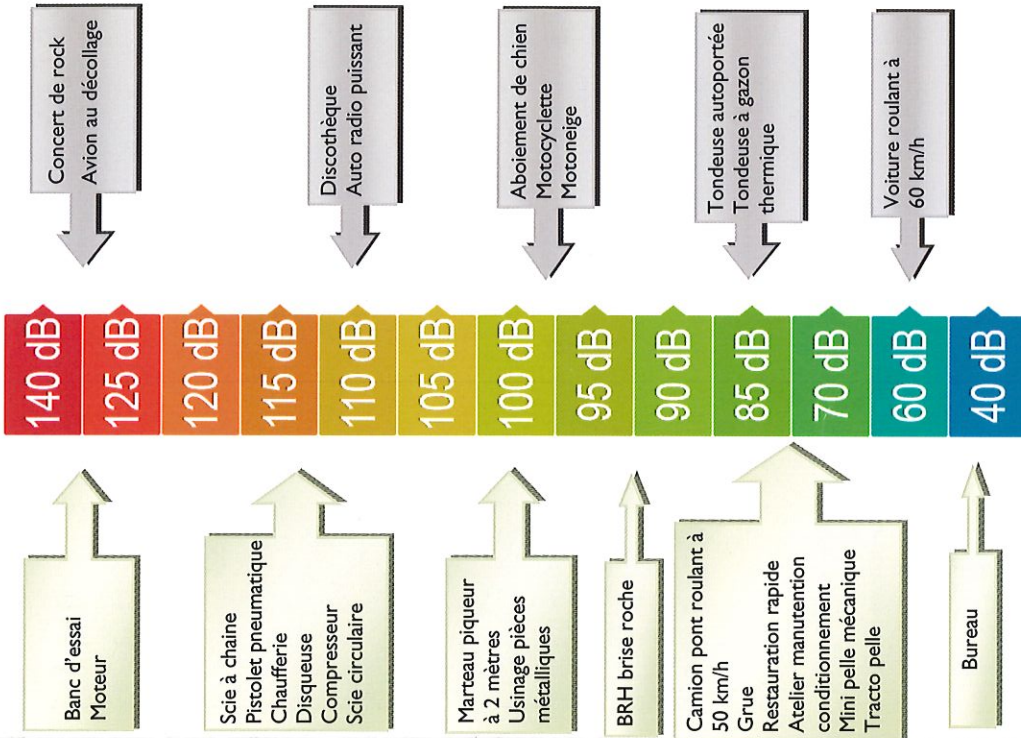 Concert de rock
Avion au décollage
Discothèque
Auto radio puissant
Aboiement de chien
Motocyclette
Motoneige
Tondeuse autoportée
Tondeuse à gazon
thermique
Voiture roulant à
60 km/h
140 dB
125 dB
120 dB
115 dB
110 dB
105 dB
100 dB
95 dB
90 dB
85 dB
70 dB
60 dB
40 dB
Banc d'essai
Moteur
Scie à chaine
Pistolet pneumatique
Chaufferie
Disqueuse
Compresseur
Scie circulaire
Marteau piqueur
à 2 mètres
Usinage pièces
métalliques
BRH brise roche
Camion pont roulant à
50 km/h
Grue
Restauration rapide
Atelier manutention
conditionnement
Mini pelle mécanique
Tracto pelle
Bureau